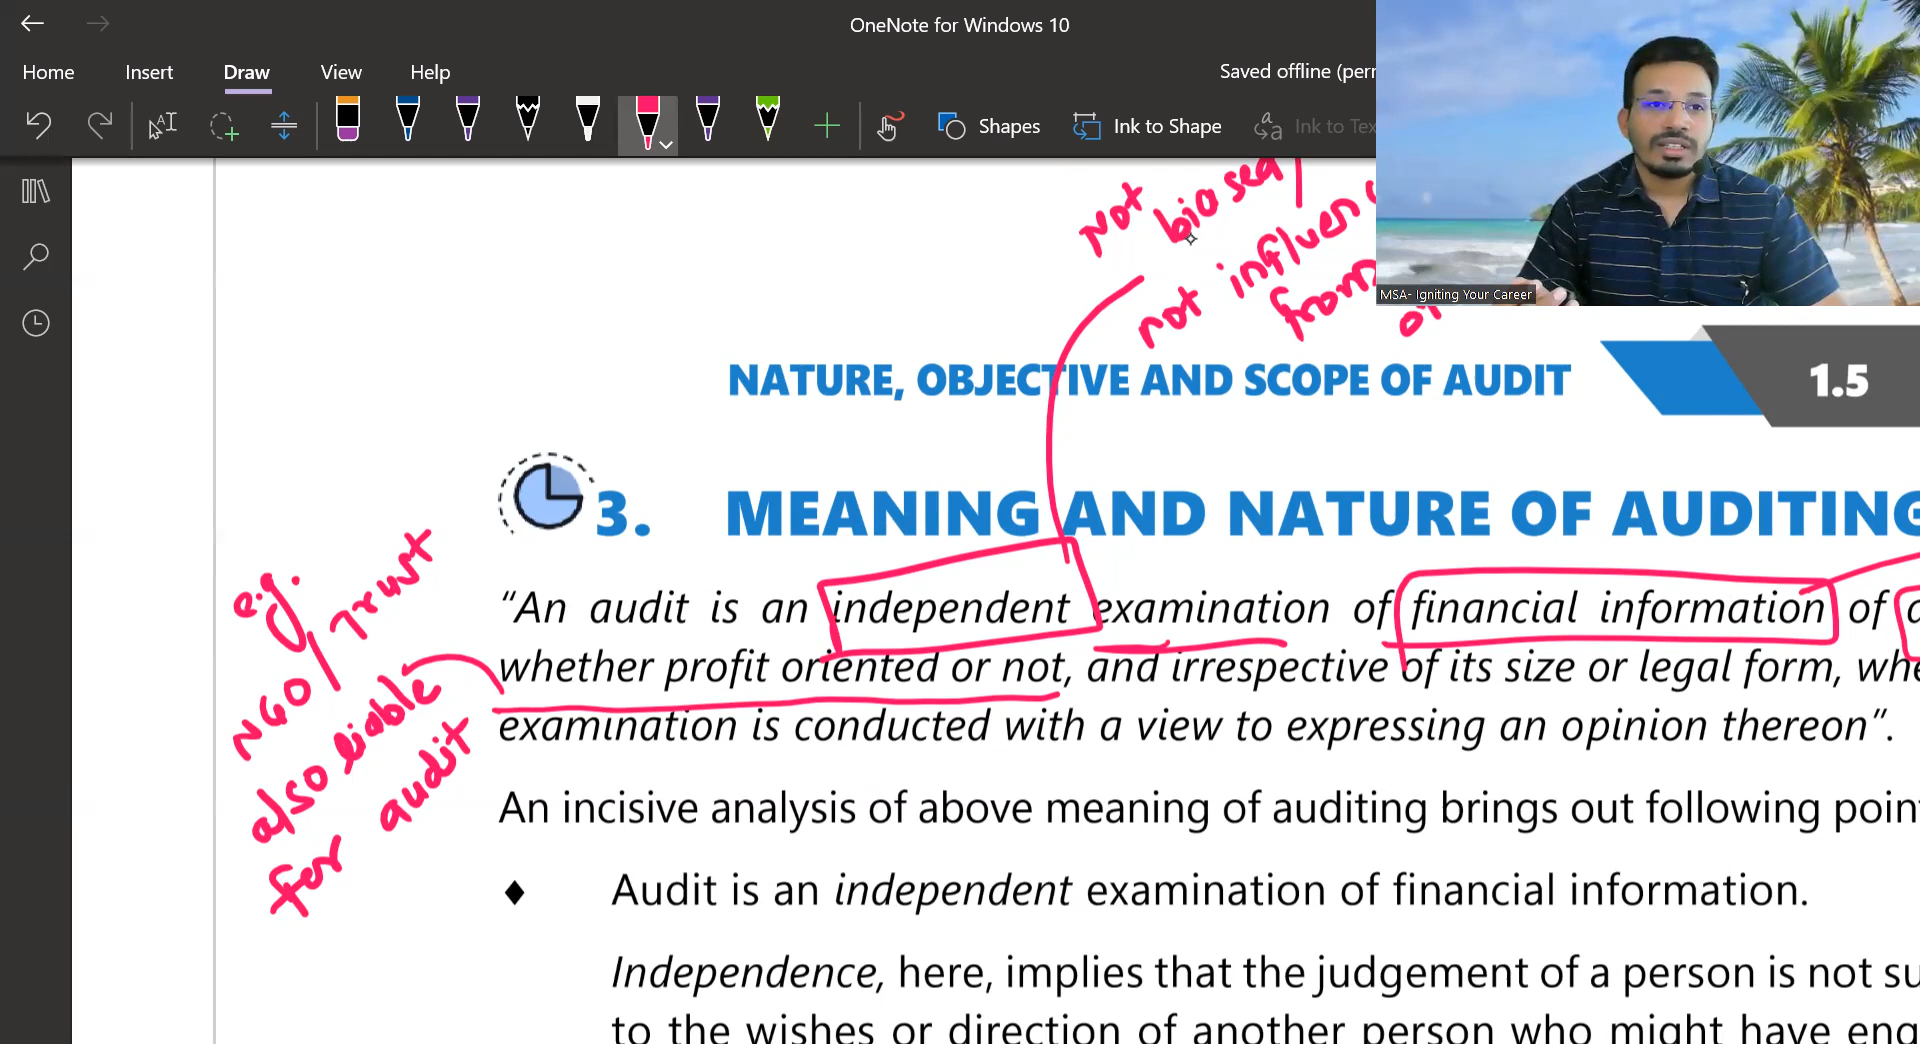 OneNote for Windows 10
Home Insert Draw View Help
Saved offline (per
Shapes Ink to Shape Ink to Tex
MSA- Igniting Your Career
Not biased
not influenc
from
NATURE, OBJECTIVE AND SCOPE OF AUDIT 1.5
3. MEANING AND NATURE OF AUDITING
"An audit is an independent examination of financial information of a
whether profit oriented or not, and irrespective of its size or legal form, whe
examination is conducted with a view to expressing an opinion thereon".
An incisive analysis of above meaning of auditing brings out following point
♦ Audit is an independent examination of financial information.
Independence, here, implies that the judgement of a person is not su
to the wishes or direction of another person who might have eng
e.g.
NGO / Trust
also liable
for audit